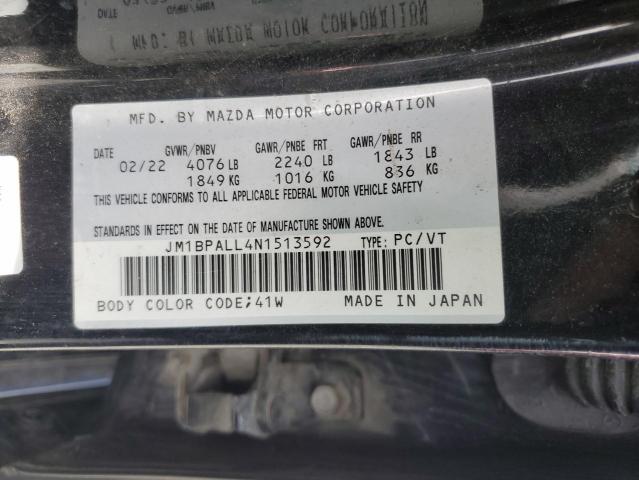 MFD. BY MAZDA MOTOR CORPORATION
DATE GVWR/PNBV GAWR/PNBE FRT GAWR/PNBE RR
02/22 4076 LB 2240 LB 1843 LB
1849 KG 1016 KG 836 KG
THIS VEHICLE CONFORMS TO ALL APPLICABLE FEDERAL MOTOR VEHICLE SAFETY
STANDARDS IN EFFECT ON THE DATE OF MANUFACTURE SHOWN ABOVE.
JM1BPALL4N1513592 TYPE: PC/VT
BODY COLOR CODE;41W MADE IN JAPAN